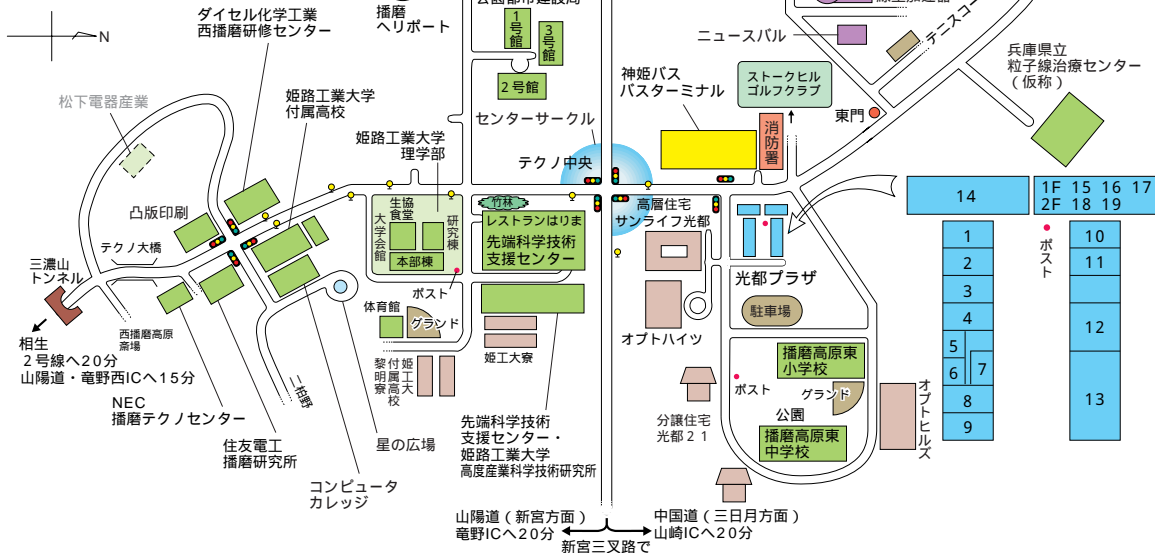 ダイセル化学工業
西播磨研修センター
播磨
ヘリポート
公園都市建設局
1号館
3号館
2号館
ニュースバル
テニスコー
兵庫県立
粒子線治療センター
(仮称)
N
松下電器産業
姫路工業大学
付属高校
姫路工業大学
理学部
センターサークル
テクノ中央
神姫バス
バスターミナル
ストークヒル
ゴルフクラブ
消防署
東門
凸版印刷
テクノ大橋
三濃山
トンネル
生協
食堂
大学会館
研究棟
本部棟
ポスト
竹林
レストランはりま
先端科学技術
支援センター
高層住宅
サンライフ光都
光都プラザ
駐車場
14
1F 15 16 17
2F 18 19
ポスト
1
2
3
4
5
6
7
8
9
10
11
12
13
相生
2号線へ20分
山陽道・竜野西ICへ15分
西播磨高原
斎場
NEC
播磨テクノセンター
住友電工
播磨研究所
コンピュータ
カレッジ
二柏野
星の広場
体育館
グランド
姫工大
付属高校
黎明寮
姫工大寮
先端科学技術
支援センター・
姫路工業大学
高度産業科学技術研究所
オプトハイツ
分譲住宅
光都21
ポスト
播磨高原東
小学校
グランド
公園
播磨高原東
中学校
オプトヒルズ
山陽道(新宮方面)
竜野ICへ20分
中国道(三日月方面)
山崎ICへ20分
新宮三叉路で